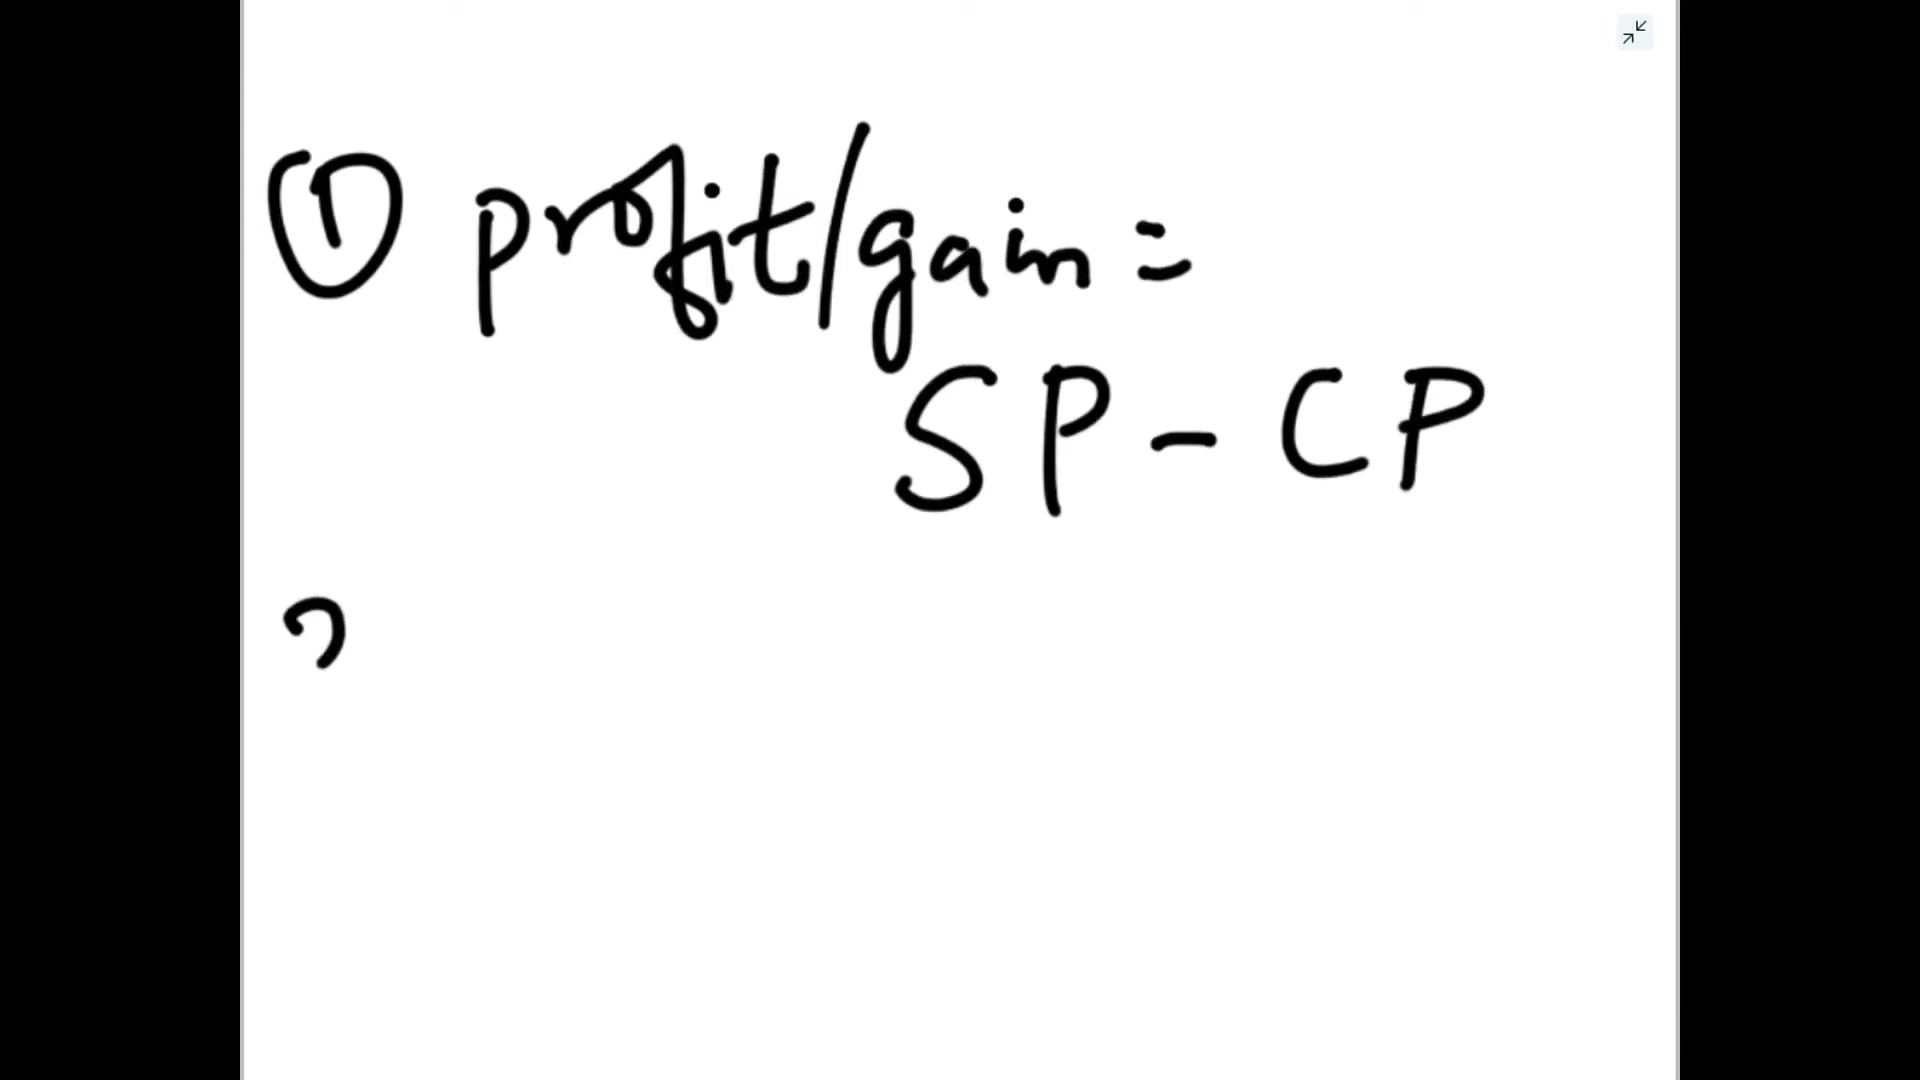 ① profit/gain =
SP - CP